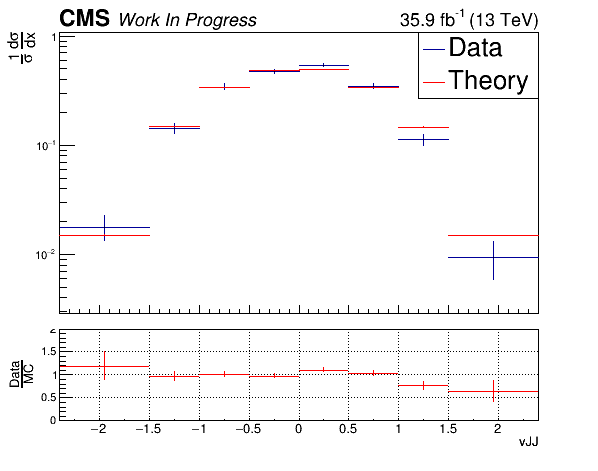 CMS Work In Progress 35.9 fb⁻¹ (13 TeV)
1/σ dσ/dx
Data
Theory
1
10⁻¹
10⁻²
Data/MC
2
1.5
1
0.5
0
−2 −1.5 −1 −0.5 0 0.5 1 1.5 2
vJJ